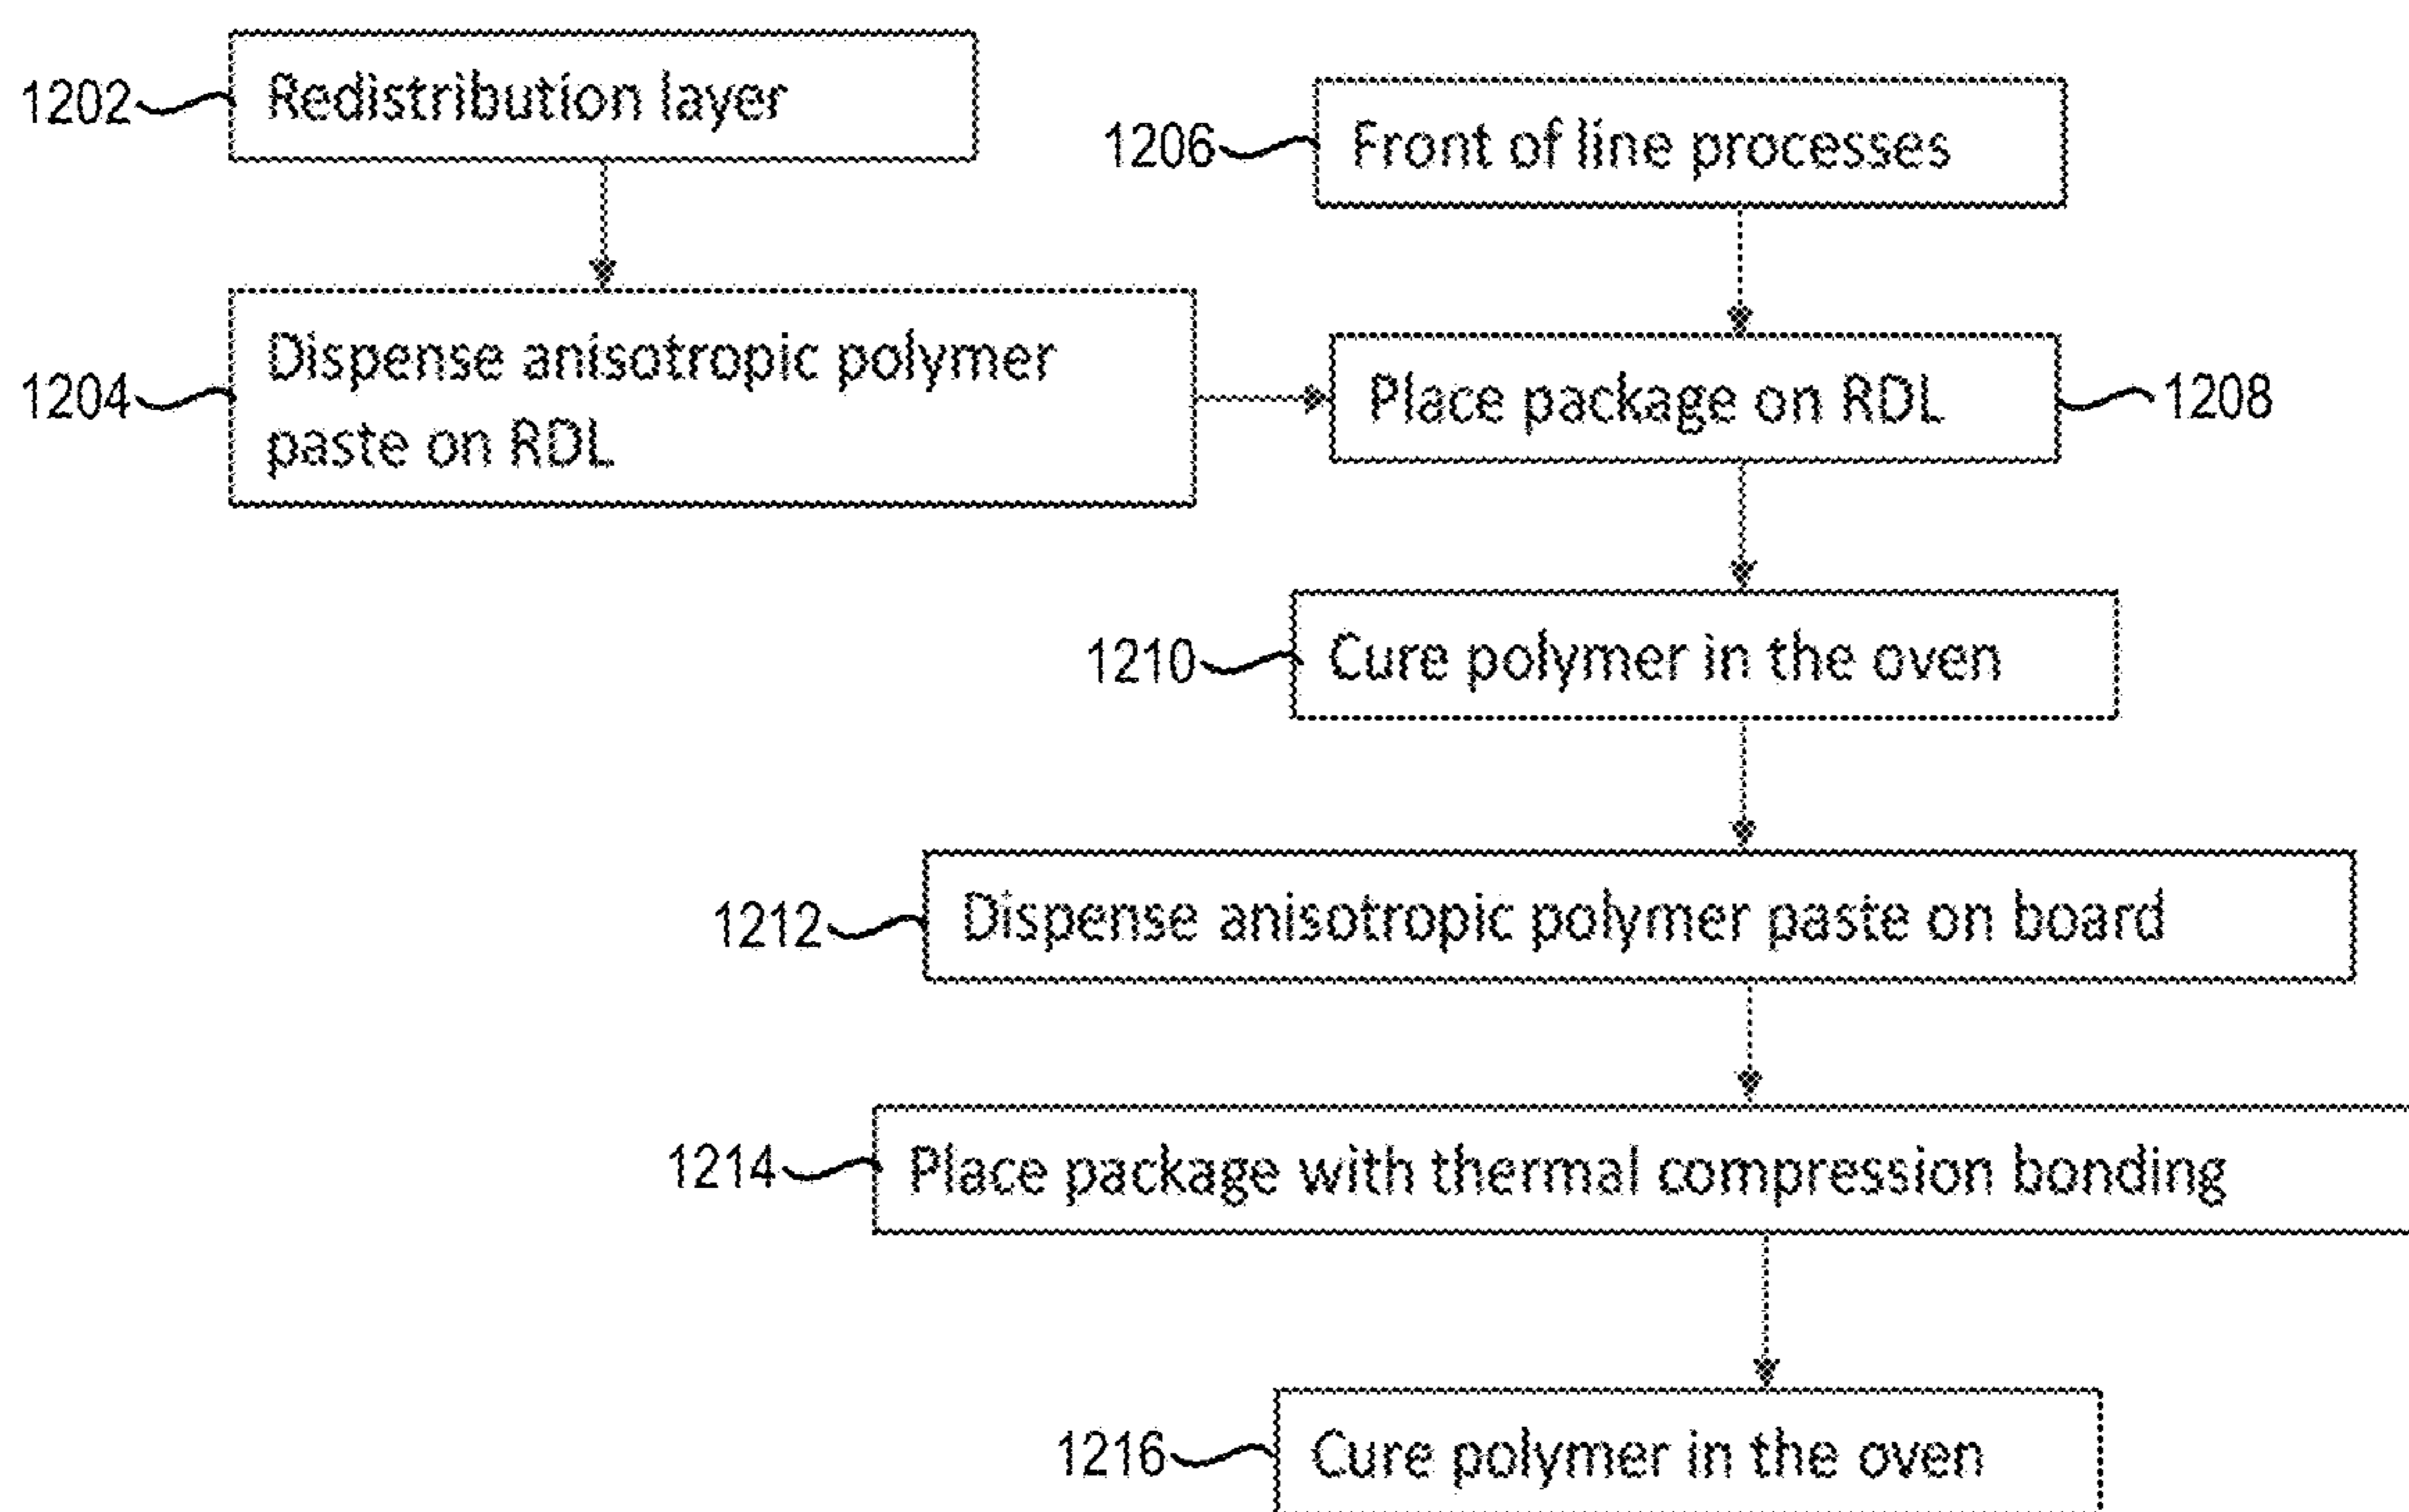 1202
Redistribution layer
1206
Front of line processes
1204
Dispense anisotropic polymer
paste on RDL
Place package on RDL
1208
1210
Cure polymer in the oven
1212
Dispense anisotropic polymer paste on board
1214
Place package with thermal compression bonding
1216
Cure polymer in the oven